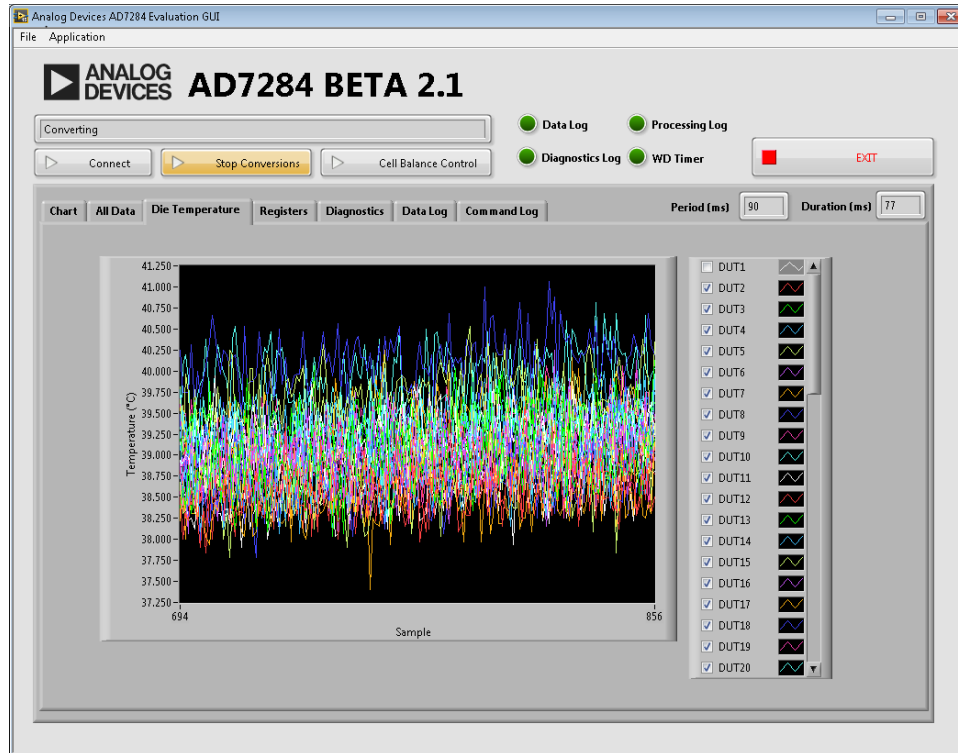 Analog Devices AD7284 Evaluation GUI
File Application
ANALOG
DEVICES
AD7284 BETA 2.1
Converting
Data Log
Processing Log
Connect
Stop Conversions
Cell Balance Control
Diagnostics Log
WD Timer
EXIT
Chart
All Data
Die Temperature
Registers
Diagnostics
Data Log
Command Log
Period (ms)
90
Duration (ms)
77
41.250
41.000
40.750
40.500
40.250
40.000
39.750
39.500
39.250
39.000
38.750
38.500
38.250
38.000
37.750
37.500
37.250
Temperature (°C)
694
856
Sample
DUT1
DUT2
DUT3
DUT4
DUT5
DUT6
DUT7
DUT8
DUT9
DUT10
DUT11
DUT12
DUT13
DUT14
DUT15
DUT16
DUT17
DUT18
DUT19
DUT20